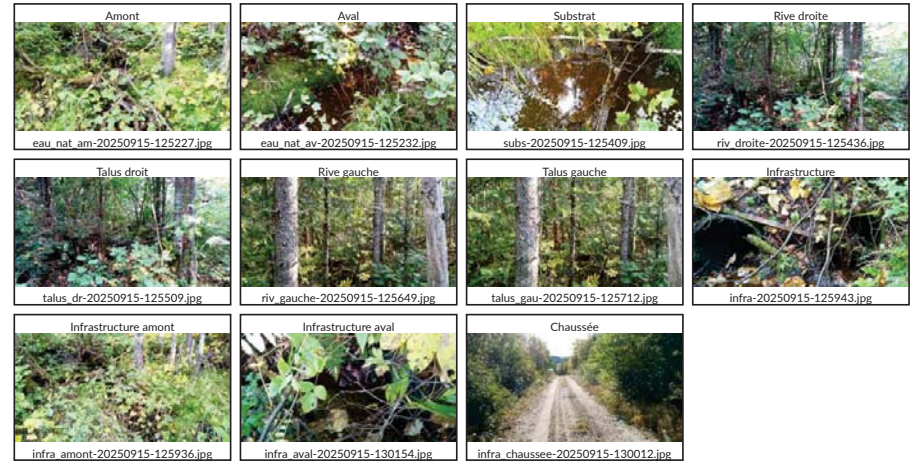 Amont
eau_nat_am-20250915-125227.jpg
Aval
eau_nat_av-20250915-125232.jpg
Substrat
subs-20250915-125409.jpg
Rive droite
riv_droite-20250915-125436.jpg
Talus droit
talus_dr-20250915-125509.jpg
Rive gauche
riv_gauche-20250915-125649.jpg
Talus gauche
talus_gau-20250915-125712.jpg
Infrastructure
infra-20250915-125943.jpg
Infrastructure amont
infra_amont-20250915-125936.jpg
Infrastructure aval
infra_aval-20250915-130154.jpg
Chaussée
infra_chaussee-20250915-130012.jpg